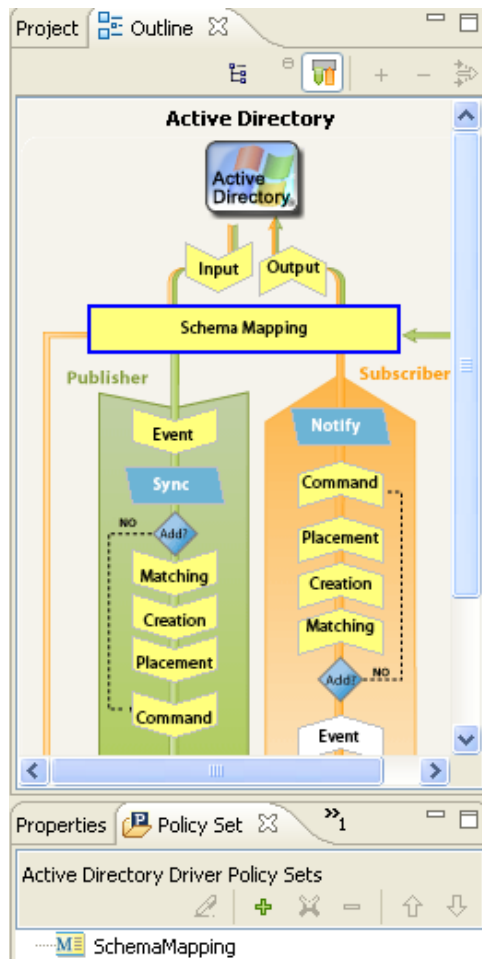 Project Outline
Active Directory
Active
Directory
Input Output
Schema Mapping
Publisher
Subscriber
Event
Sync
NO
Add?
Matching
Creation
Placement
Command
Notify
Command
Placement
Creation
Matching
Add?
NO
Event
Properties Policy Set »1
Active Directory Driver Policy Sets
SchemaMapping